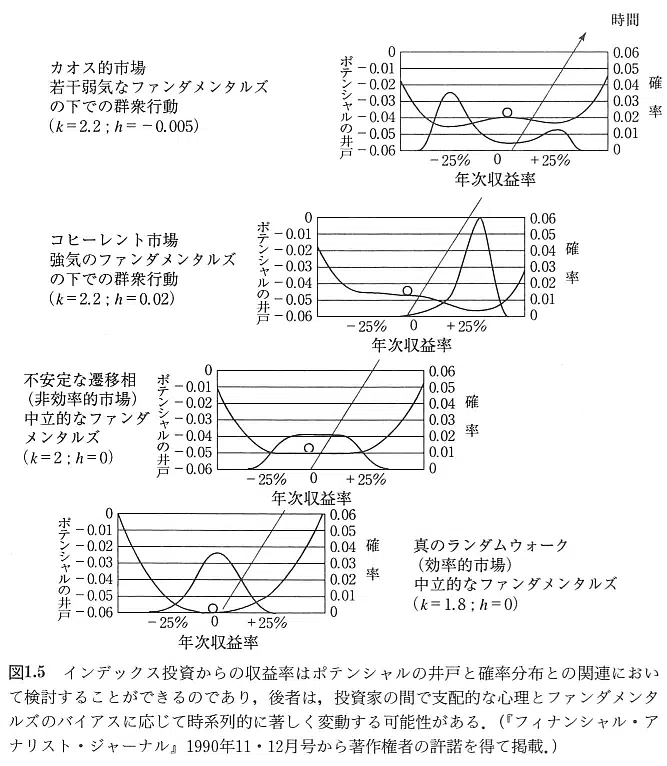 時間
カオス的市場
若干弱気なファンダメンタルズ
の下での群衆行動
(k=2.2 ; h=−0.005)
ポテンシャルの井戸
0
−0.01
−0.02
−0.03
−0.04
−0.05
−0.06
0.06
0.05
0.04
0.03
0.02
0.01
0
確率
−25% 0 +25%
年次収益率
コヒーレント市場
強気のファンダメンタルズ
の下での群衆行動
(k=2.2 ; h=0.02)
ポテンシャルの井戸
0
−0.01
−0.02
−0.03
−0.04
−0.05
−0.06
0.06
0.05
0.04
0.03
0.02
0.01
0
確率
−25% 0 +25%
年次収益率
不安定な遷移相
(非効率的市場)
中立的なファンダ
メンタルズ
(k=2 ; h=0)
ポテンシャルの井戸
0
−0.01
−0.02
−0.03
−0.04
−0.05
−0.06
0.06
0.05
0.04
0.03
0.02
0.01
0
確率
−25% 0 +25%
年次収益率
ポテンシャルの井戸
0
−0.01
−0.02
−0.03
−0.04
−0.05
−0.06
0.06
0.05
0.04
0.03
0.02
0.01
0
確率
−25% 0 +25%
年次収益率
真のランダムウォーク
(効率的市場)
中立的なファンダメンタルズ
(k=1.8 ; h=0)
図1.5 インデックス投資からの収益率はポテンシャルの井戸と確率分布との関連におい
て検討することができるのであり，後者は，投資家の間で支配的な心理とファンダメンタ
ルズのバイアスに応じて時系列的に著しく変動する可能性がある．(『フィナンシャル・ア
ナリスト・ジャーナル』1990年11・12月号から著作権者の許諾を得て掲載．)